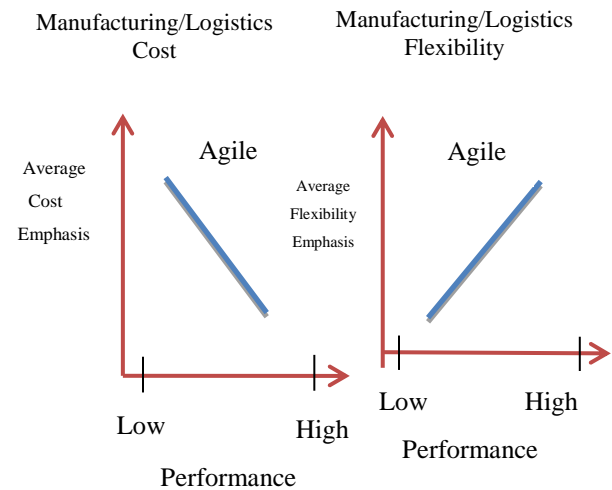 Manufacturing/Logistics
Cost
Average
Cost
Emphasis
Agile
Low
High
Performance
Manufacturing/Logistics
Flexibility
Average
Flexibility
Emphasis
Agile
Low
High
Performance